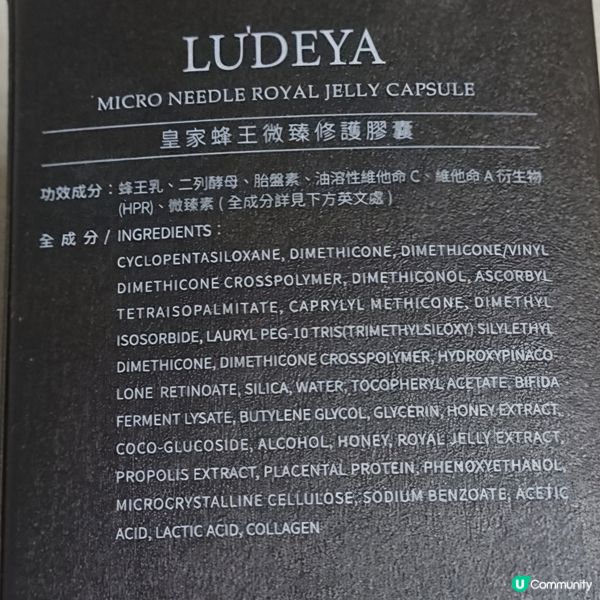 LU'DEYA
MICRO NEEDLE ROYAL JELLY CAPSULE
皇家蜂王微臻修護膠囊
功效成分：蜂王乳、二列酵母、胎盤素、油溶性維他命 C、維他命 A 衍生物
(HPR)、微臻素 ( 全成分詳見下方英文處 )
全 成 分 / INGREDIENTS：
CYCLOPENTASILOXANE, DIMETHICONE, DIMETHICONE/VINYL
DIMETHICONE CROSSPOLYMER, DIMETHICONOL, ASCORBYL
TETRAISOPALMITATE, CAPRYLYL METHICONE, DIMETHYL
ISOSORBIDE, LAURYL PEG-10 TRIS(TRIMETHYLSILOXY) SILYLETHYL
DIMETHICONE, DIMETHICONE CROSSPOLYMER, HYDROXYPINACO
LONE RETINOATE, SILICA, WATER, TOCOPHERYL ACETATE, BIFIDA
FERMENT LYSATE, BUTYLENE GLYCOL, GLYCERIN, HONEY EXTRACT,
COCO-GLUCOSIDE, ALCOHOL, HONEY, ROYAL JELLY EXTRACT,
PROPOLIS EXTRACT, PLACENTAL PROTEIN, PHENOXYETHANOL,
MICROCRYSTALLINE CELLULOSE, SODIUM BENZOATE, ACETIC
ACID, LACTIC ACID, COLLAGEN
U Community